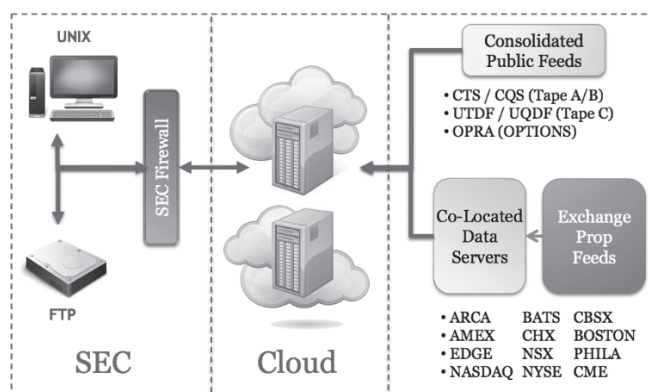 UNIX
SEC Firewall
FTP
SEC
Cloud
Consolidated
Public Feeds
• CTS / CQS (Tape A/B)
• UTDF / UQDF (Tape C)
• OPRA (OPTIONS)
Co-Located
Data
Servers
Exchange
Prop
Feeds
• ARCA BATS CBSX
• AMEX CHX BOSTON
• EDGE NSX PHILA
• NASDAQ NYSE CME